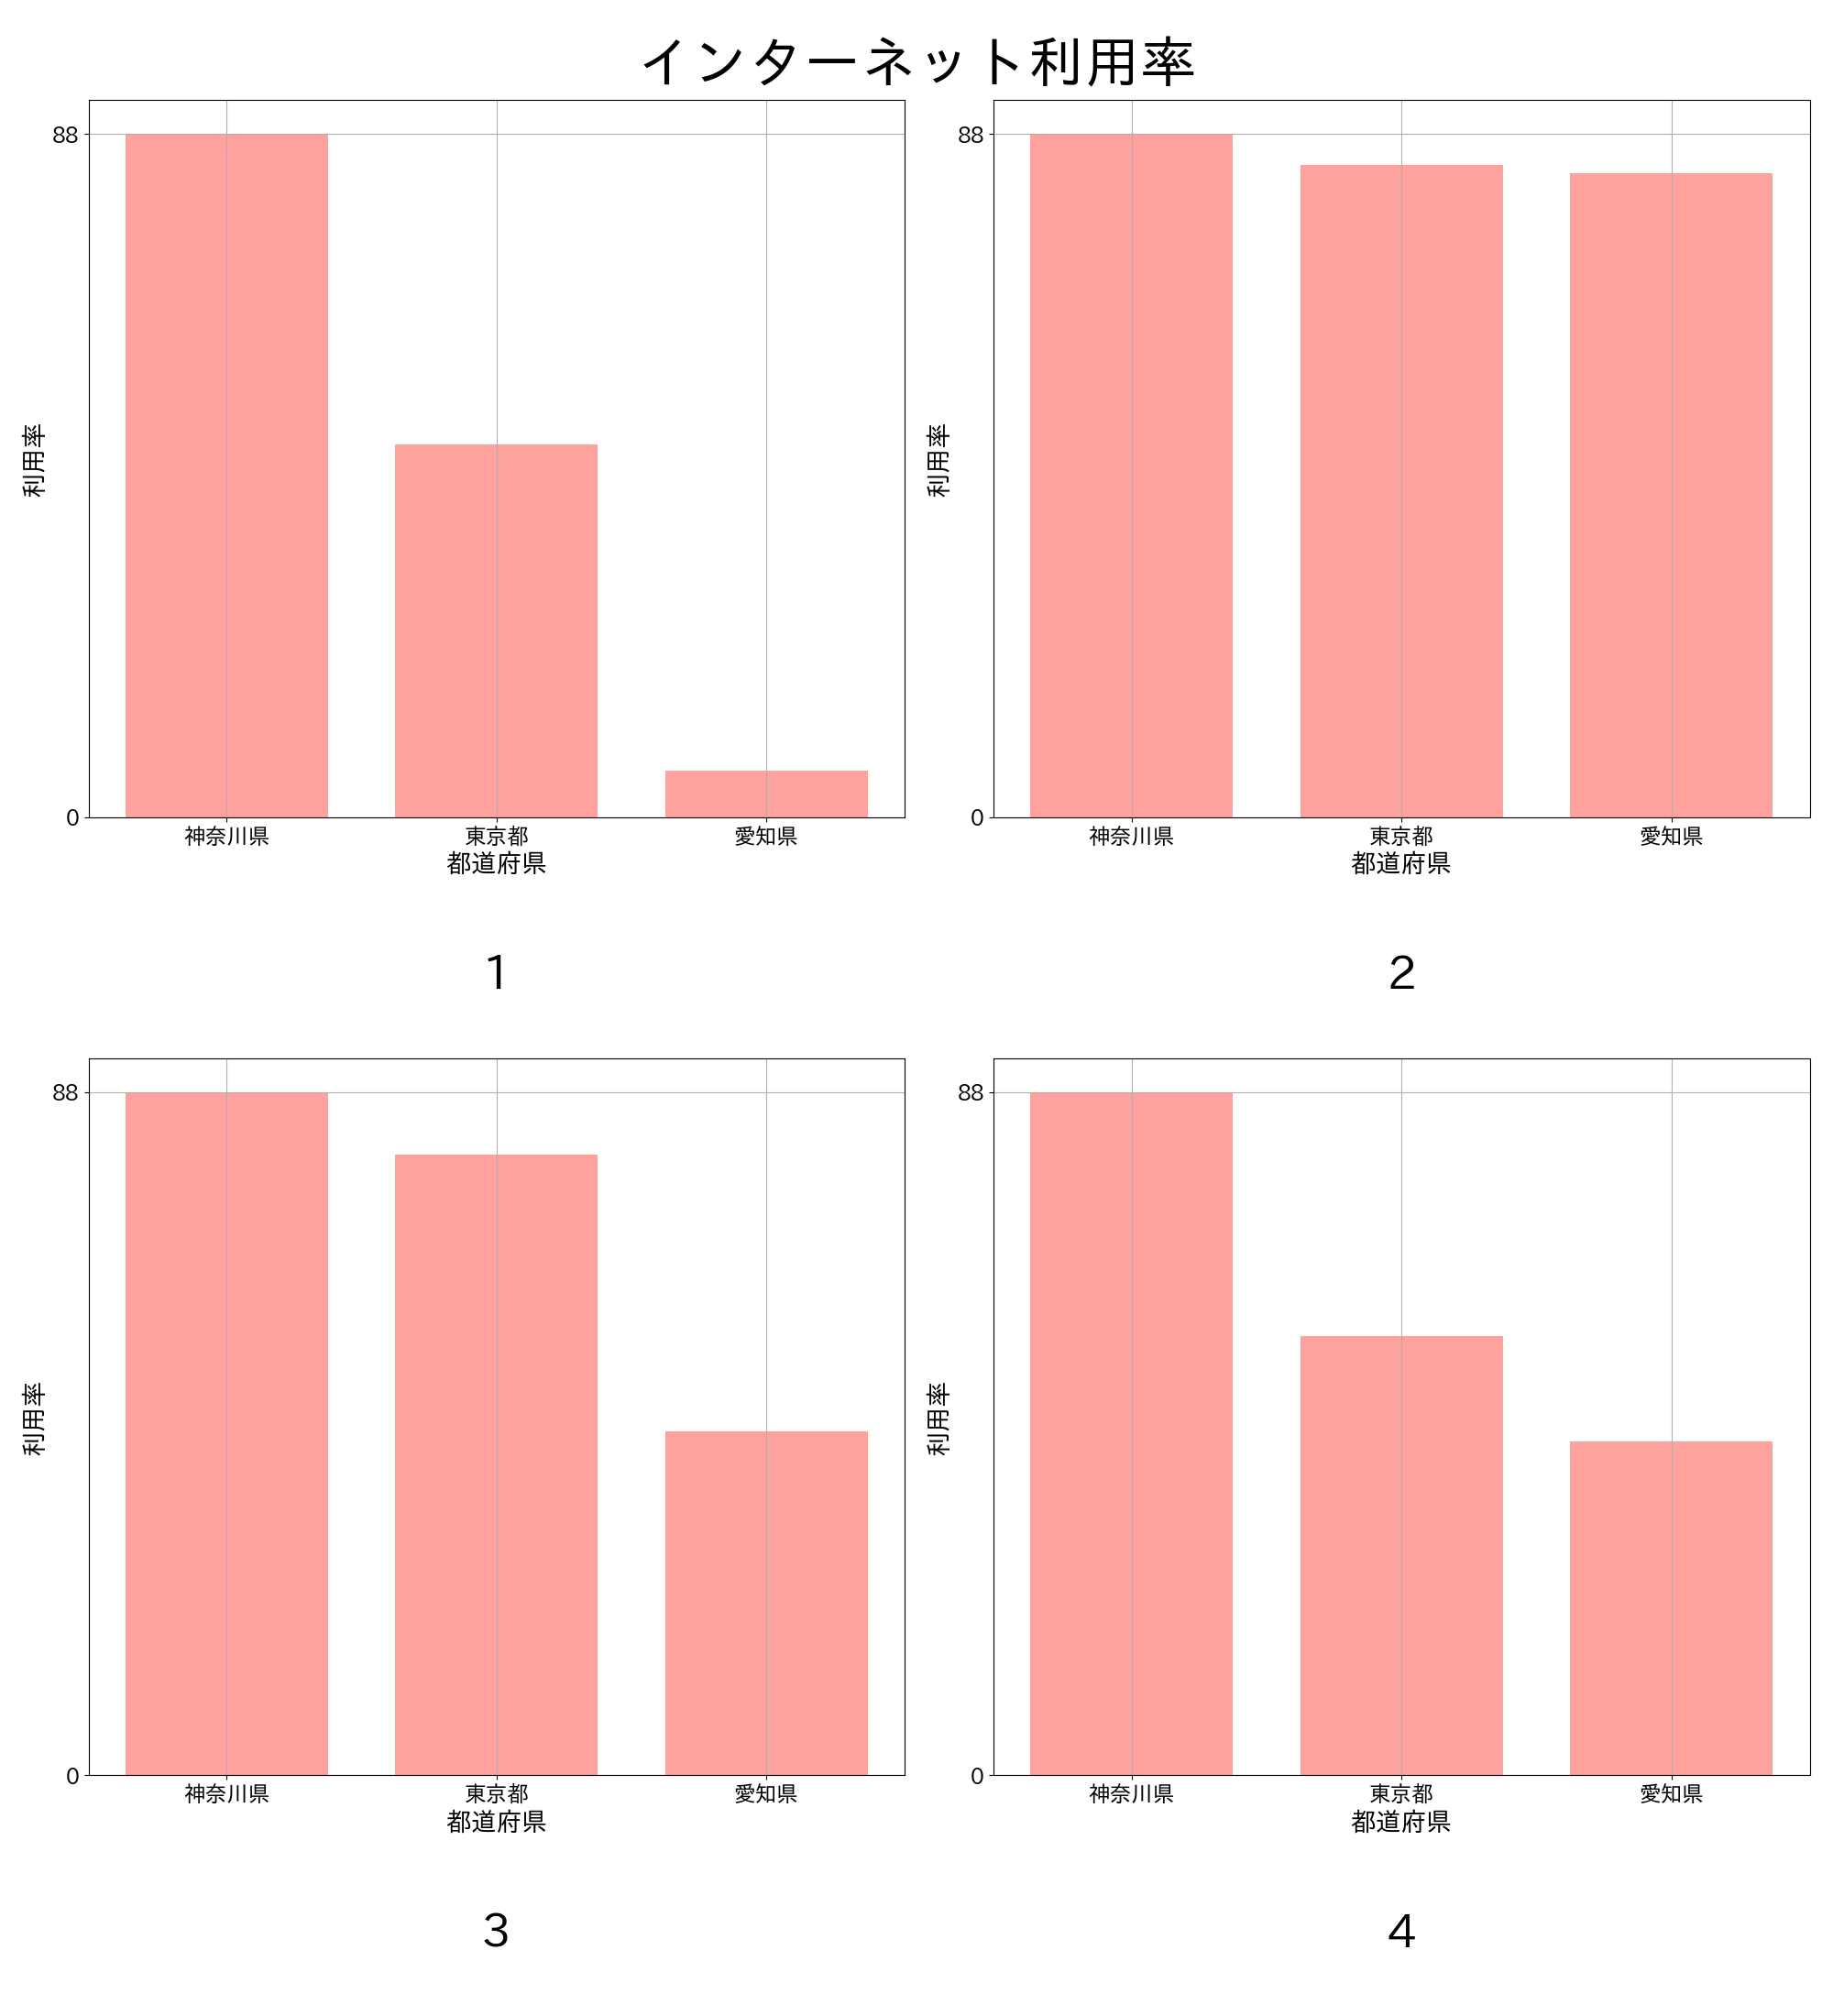 インターネット利用率
88
0
利用率
神奈川県 東京都 愛知県
都道府県
1
88
0
利用率
神奈川県 東京都 愛知県
都道府県
2
88
0
利用率
神奈川県 東京都 愛知県
都道府県
3
88
0
利用率
神奈川県 東京都 愛知県
都道府県
4